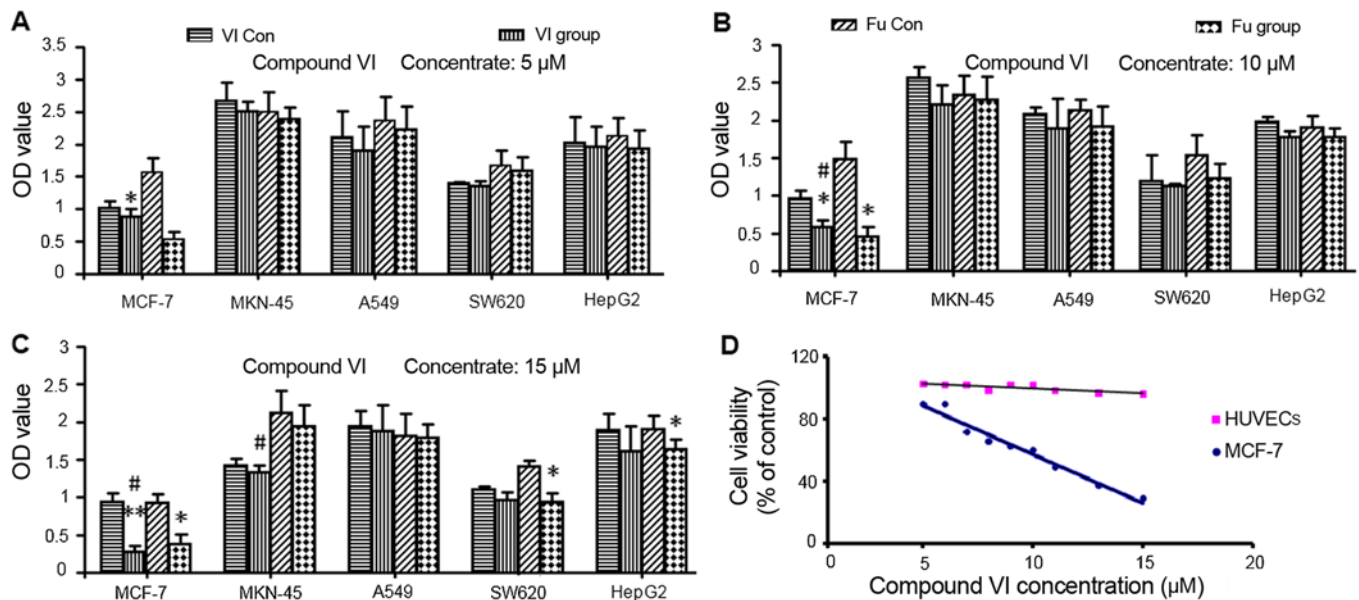 A
VI Con
VI group
Compound VI Concentrate: 5 µM
OD value
3.5
3
2.5
2
1.5
1
0.5
0
*
MCF-7 MKN-45 A549 SW620 HepG2
B
Fu Con
Fu group
Compound VI Concentrate: 10 µM
OD value
3
2.5
2
1.5
1
0.5
0
#
*
*
MCF-7 MKN-45 A549 SW620 HepG2
C
Compound VI Concentrate: 15 µM
OD value
2
2.5
2
1.5
1
0.5
0
#
**
*
#
*
*
MCF-7 MKN-45 A549 SW620 HepG2
D
Cell viability
(% of control)
120
80
40
0
0 5 10 15 20
HUVECs
MCF-7
Compound VI concentration (µM)